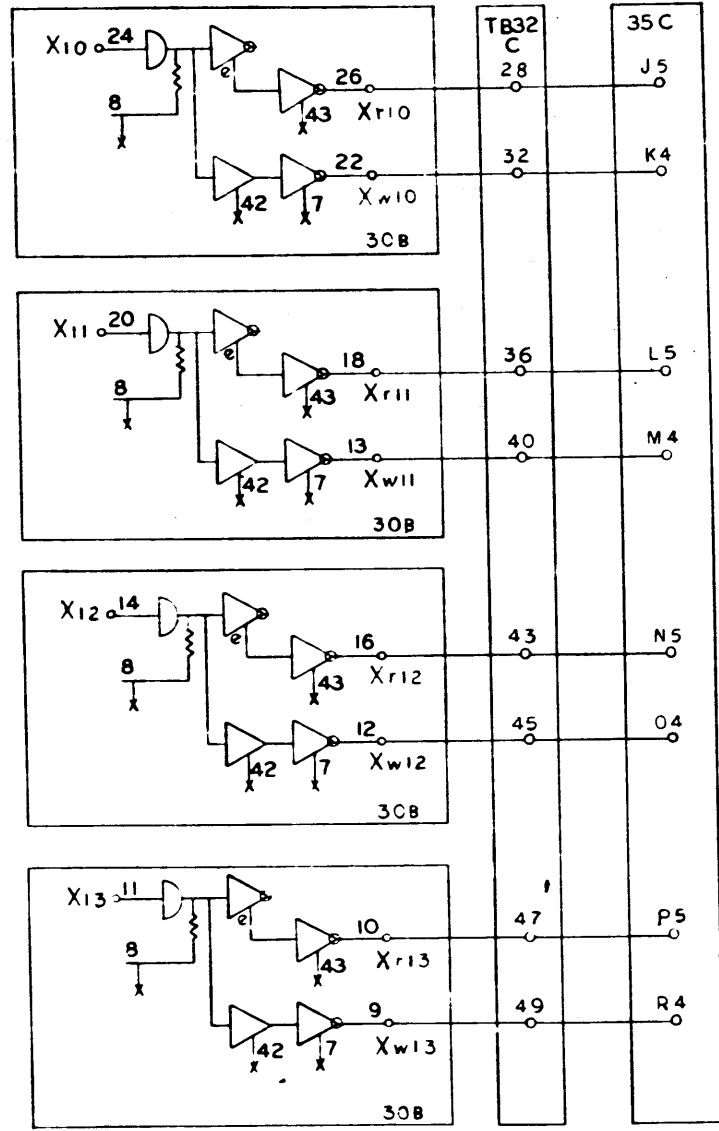 TB32 35C
C
X10 24
28 J5
8 e 26
43 Xr10
22 32 K4
42 7 Xw10
30B
X11 20
36 L5
8 e 18
43 Xr11
13 40 M4
42 7 Xw11
30B
X12 14
43 N5
8 e 16
43 Xr12
12 45 O4
42 7 Xw12
30B
X13 11
47 P5
8 e 10
43 Xr13
9 49 R4
42 7 Xw13
30B